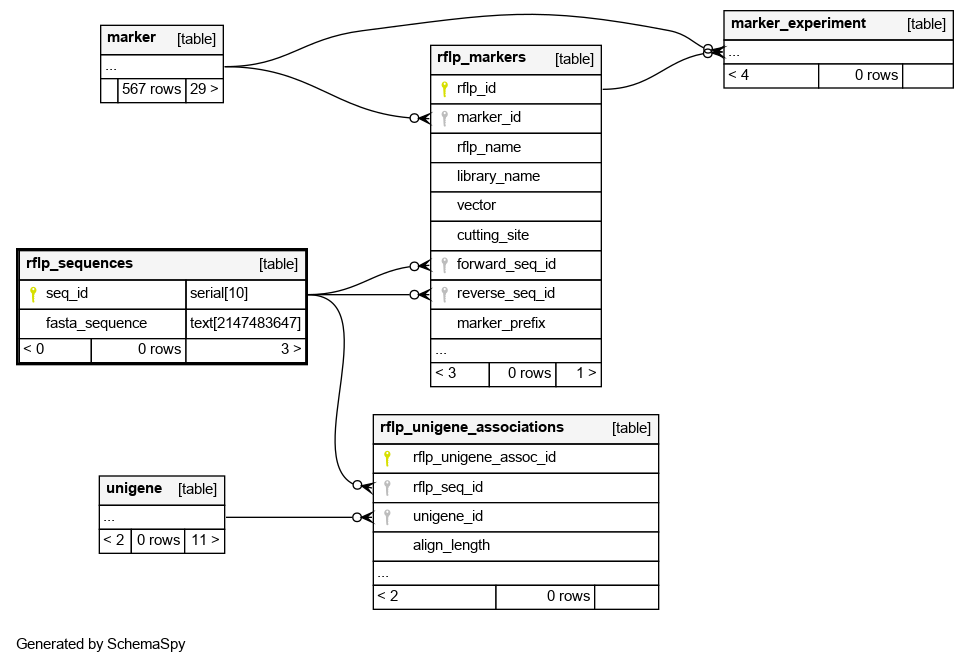 marker [table]
...
567 rows 29 >
marker_experiment [table]
...
< 4 0 rows
rflp_markers [table]
rflp_id
marker_id
rflp_name
library_name
vector
cutting_site
forward_seq_id
reverse_seq_id
marker_prefix
...
< 3 0 rows 1 >
rflp_sequences [table]
seq_id serial[10]
fasta_sequence text[2147483647]
< 0 0 rows 3 >
rflp_unigene_associations [table]
rflp_unigene_assoc_id
rflp_seq_id
unigene_id
align_length
...
< 2 0 rows
unigene [table]
...
< 2 0 rows 11 >
Generated by SchemaSpy